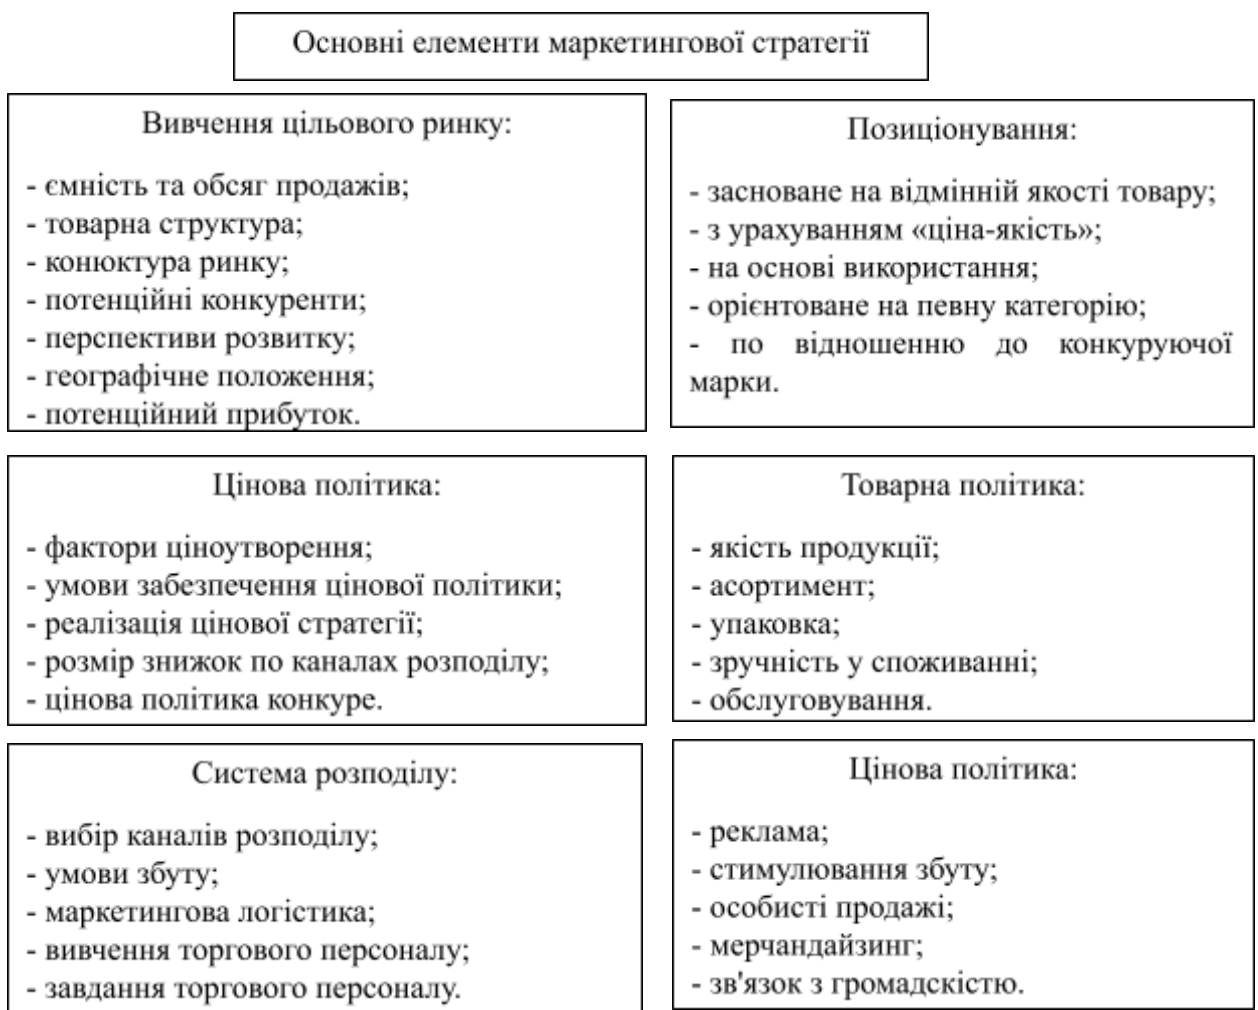 Основні елементи маркетингової стратегії
Вивчення цільового ринку:
- ємність та обсяг продажів;
- товарна структура;
- конюктура ринку;
- потенційні конкуренти;
- перспективи розвитку;
- географічне положення;
- потенційний прибуток.
Позиціонування:
- засноване на відмінній якості товару;
- з урахуванням «ціна-якість»;
- на основі використання;
- орієнтоване на певну категорію;
- по відношенню до конкуруючої
марки.
Цінова політика:
- фактори ціноутворення;
- умови забезпечення цінової політики;
- реалізація цінової стратегії;
- розмір знижок по каналах розподілу;
- цінова політика конкуре.
Товарна політика:
- якість продукції;
- асортимент;
- упаковка;
- зручність у споживанні;
- обслуговування.
Система розподілу:
- вибір каналів розподілу;
- умови збуту;
- маркетингова логістика;
- вивчення торгового персоналу;
- завдання торгового персоналу.
Цінова політика:
- реклама;
- стимулювання збуту;
- особисті продажі;
- мерчандайзинг;
- зв'язок з громадскістю.